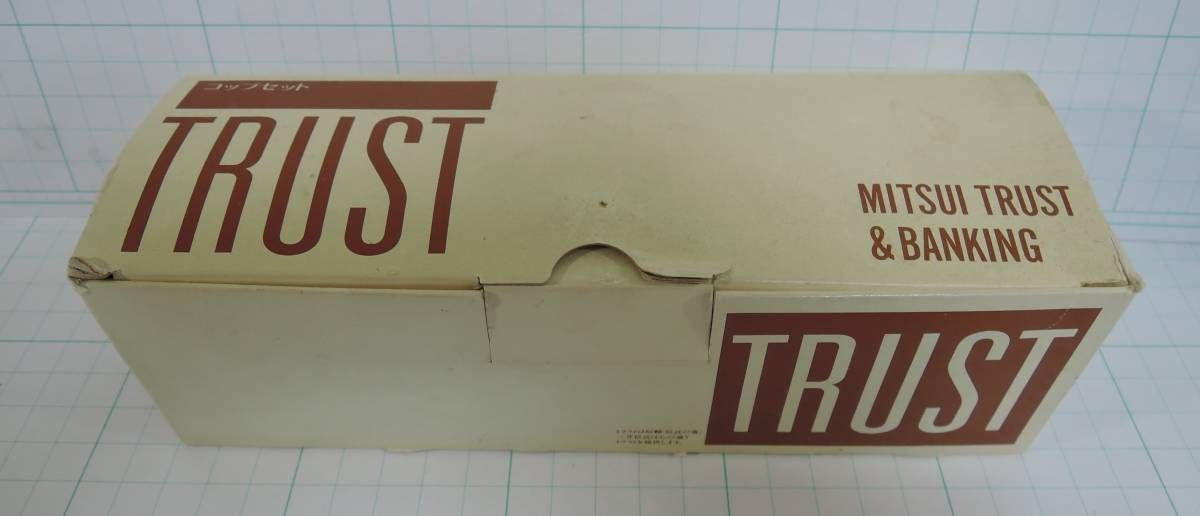 コップセット
TRUST
MITSUI TRUST
& BANKING
TRUST